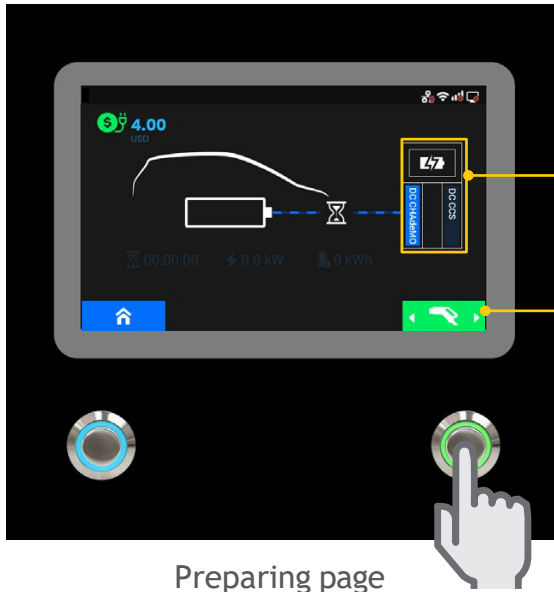 $ 4.00
USD
DC CHAdeMO
DC CCS
00:00:00
0.0 kW
0 kWh
Preparing page